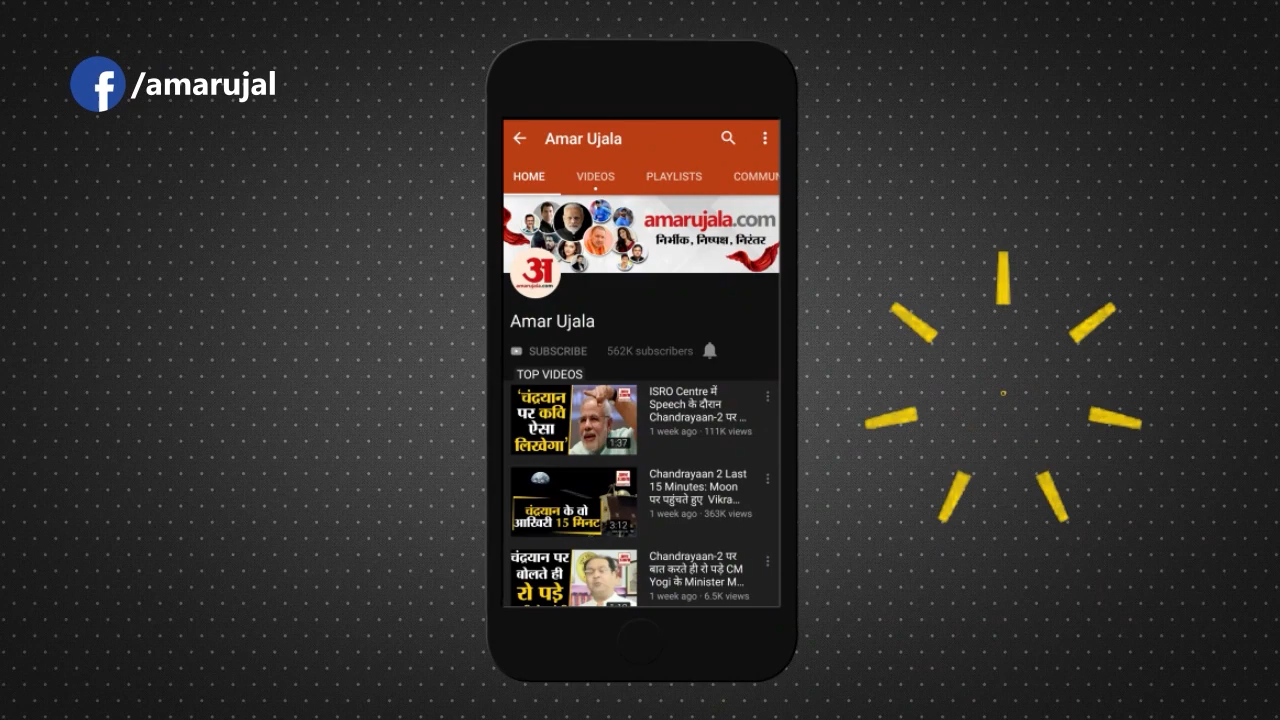 /amarujal
Amar Ujala
HOME VIDEOS PLAYLISTS COMMUN
amarujala.com
निर्भीक, निष्पक्ष, निरंतर
अ
amarujala.com
Amar Ujala
SUBSCRIBE 562K subscribers
TOP VIDEOS
'चंद्रयान
पर कवि
ऐसा
लिखेगा'
1:37
ISRO Centre में
Speech के दौरान
Chandrayaan-2 पर ...
1 week ago · 111K views
चंद्रयान के वो
आखिरी 15 मिनट
3:12
Chandrayaan 2 Last
15 Minutes: Moon
पर पहुंचते हुए Vikra...
1 week ago · 363K views
चंद्रयान पर
बोलते ही
रो पड़े
Chandrayaan-2 पर
बात करते ही रो पड़े CM
Yogi के Minister M...
1 week ago · 6.5K views